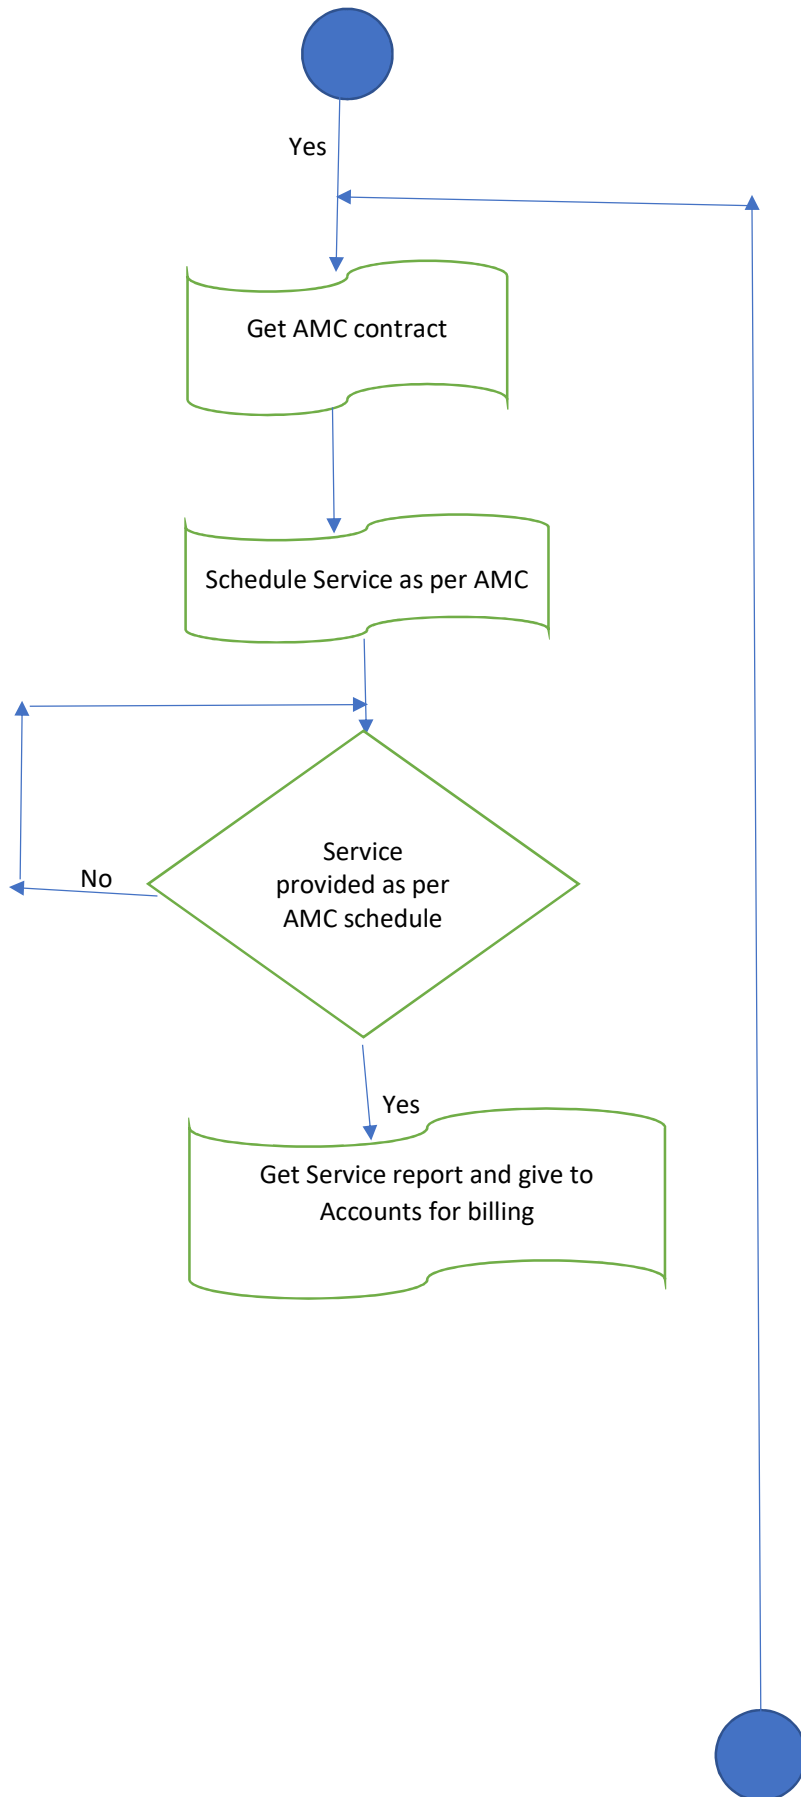 Yes
Get AMC contract
Schedule Service as per AMC
Service
provided as per
AMC schedule
No
Yes
Get Service report and give to
Accounts for billing